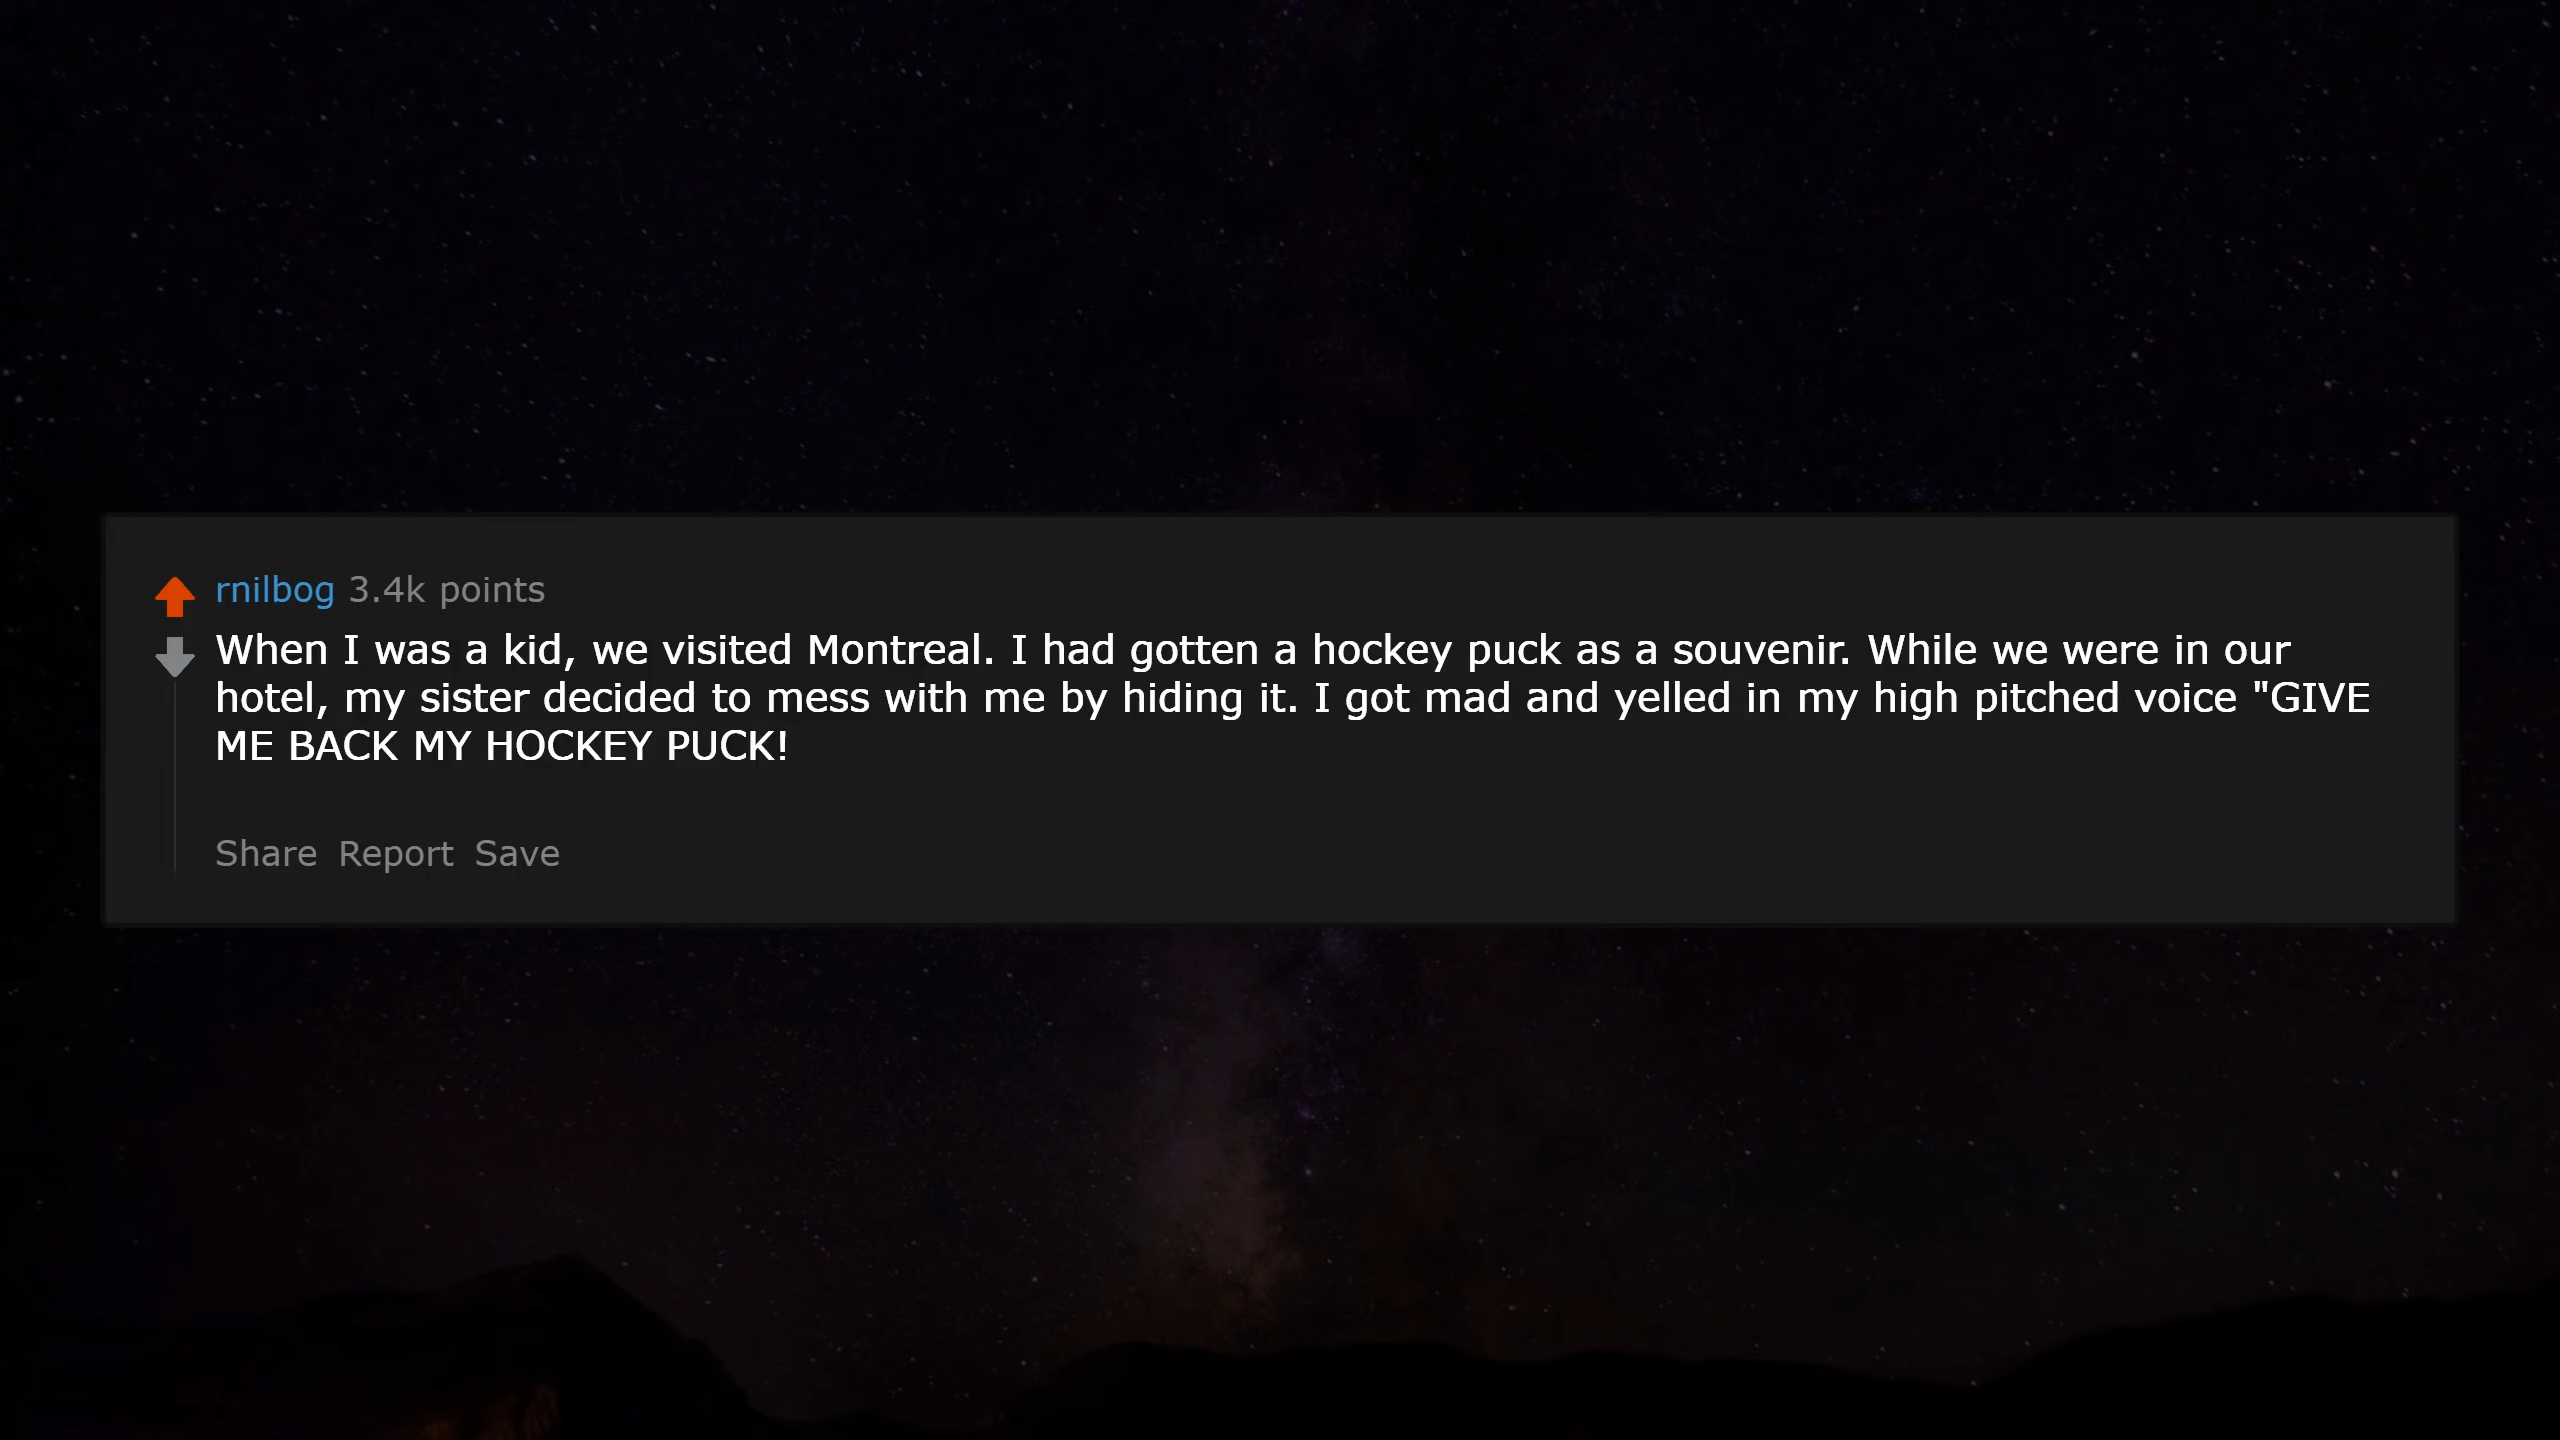 rnilbog 3.4k points
When I was a kid, we visited Montreal. I had gotten a hockey puck as a souvenir. While we were in our
hotel, my sister decided to mess with me by hiding it. I got mad and yelled in my high pitched voice "GIVE
ME BACK MY HOCKEY PUCK!
Share Report Save